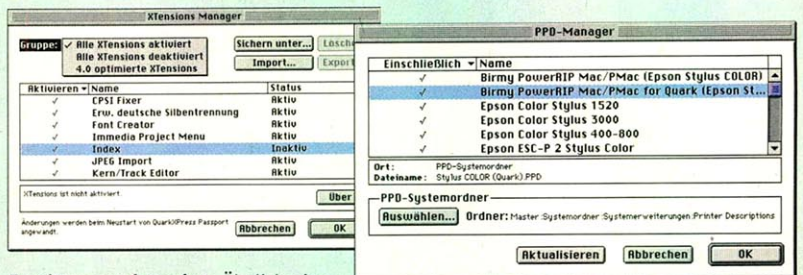 XTensions Manager
Gruppe: ✓ Alle XTensions aktiviert
Alle XTensions deaktiviert
4.0 optimierte XTensions
Sichern unter...
Import...
Aktivieren Name Status
✓ CPSI Fixer Aktiv
✓ Erw. deutsche Silbentrennung Aktiv
✓ Font Creator Aktiv
✓ Immedia Project Menu Aktiv
✓ Index Inaktiv
✓ JPEG Import Aktiv
✓ Kern/Track Editor Aktiv
XTensions ist nicht aktiviert.
Über
Änderungen werden beim Neustart von QuarkXPress Passport
angewandt.
Abbrechen OK
PPD-Manager
Einschließlich Name
✓ Birmy PowerRIP Mac/PMac (Epson Stylus COLOR)
✓ Birmy PowerRIP Mac/PMac for Quark (Epson St...
✓ Epson Color Stylus 1520
✓ Epson Color Stylus 3000
✓ Epson Color Stylus 400-800
✓ Epson ESC-P 2 Stylus Color
Ort: PPD-Systemordner
Dateiname: Stylus COLOR (Quark).PPD
PPD-Systemordner
Auswählen... Ordner: Master:Systemordner:Systemerweiterungen:Printer Descriptions
Aktualisieren Abbrechen OK